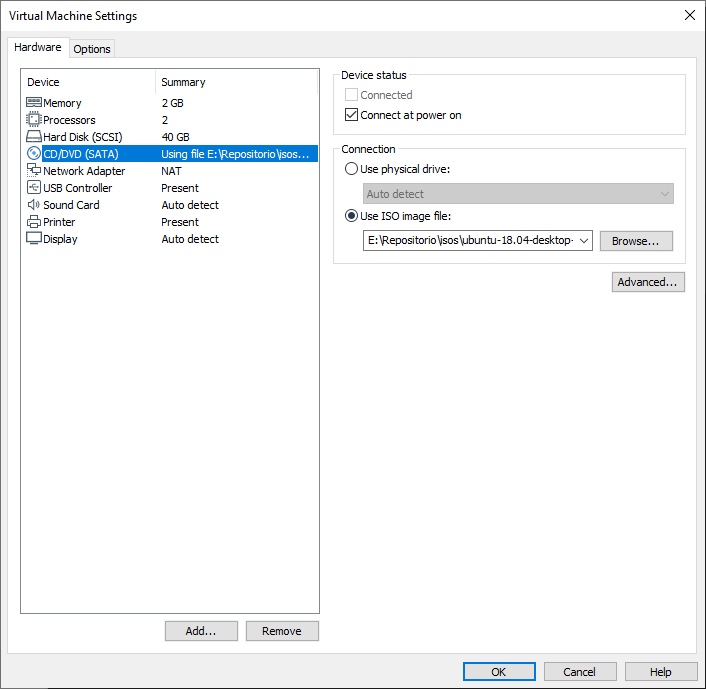 Virtual Machine Settings
Hardware
Options
Device Summary
Memory 2 GB
Processors 2
Hard Disk (SCSI) 40 GB
CD/DVD (SATA) Using file E:\Repositorio\isos...
Network Adapter NAT
USB Controller Present
Sound Card Auto detect
Printer Present
Display Auto detect
Add...
Remove
Device status
Connected
Connect at power on
Connection
Use physical drive:
Auto detect
Use ISO image file:
E:\Repositorio\isos\ubuntu-18.04-desktop-
Browse...
Advanced...
OK
Cancel
Help